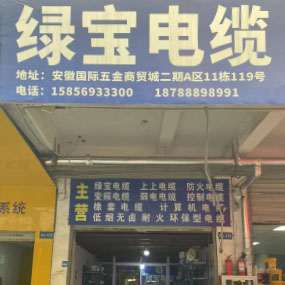 绿宝电缆
地址：安徽国际五金商贸城二期A区11栋119号
电话：15856933300 18788898991
主营
绿宝电缆 上上电缆 防火电缆
变频电缆 弱电电缆 控制电缆
橡套电缆 计算机电缆
低烟无卤 耐火环保型电缆
系统